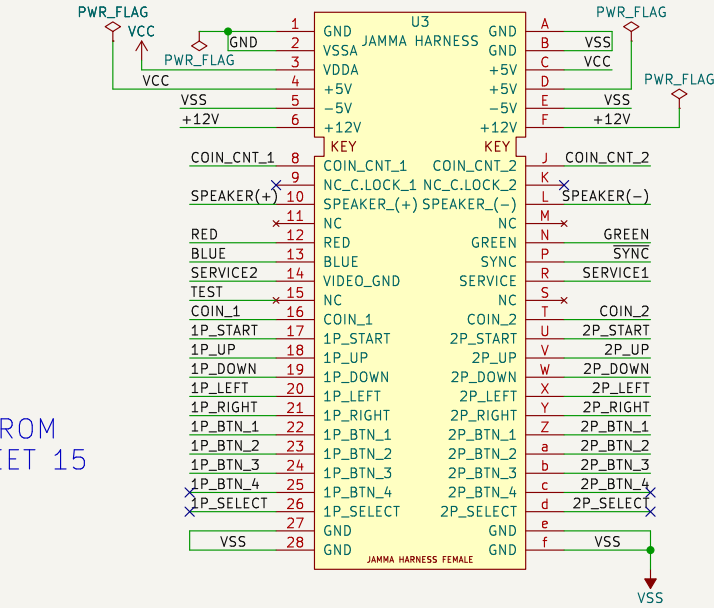 PWR_FLAG
VCC
PWR_FLAG
U3
JAMMA HARNESS
PWR_FLAG
PWR_FLAG
1 GND GND A
GND 2 VSSA GND B VSS
3 VDDA +5V C VCC
VCC 4 +5V +5V D
VSS 5 −5V −5V E VSS
+12V 6 +12V +12V F +12V
KEY KEY
COIN_CNT_1 8 COIN_CNT_1 COIN_CNT_2 J COIN_CNT_2
9 NC_C.LOCK_1 NC_C.LOCK_2 K
SPEAKER(+) 10 SPEAKER_(+) SPEAKER_(−) L SPEAKER(−)
11 NC NC M
RED 12 RED GREEN N GREEN
BLUE 13 BLUE SYNC P SYNC
SERVICE2 14 VIDEO_GND SERVICE R SERVICE1
TEST 15 NC NC S
COIN_1 16 COIN_1 COIN_2 T COIN_2
1P_START 17 1P_START 2P_START U 2P_START
1P_UP 18 1P_UP 2P_UP V 2P_UP
1P_DOWN 19 1P_DOWN 2P_DOWN W 2P_DOWN
1P_LEFT 20 1P_LEFT 2P_LEFT X 2P_LEFT
1P_RIGHT 21 1P_RIGHT 2P_RIGHT Y 2P_RIGHT
1P_BTN_1 22 1P_BTN_1 2P_BTN_1 Z 2P_BTN_1
1P_BTN_2 23 1P_BTN_2 2P_BTN_2 a 2P_BTN_2
1P_BTN_3 24 1P_BTN_3 2P_BTN_3 b 2P_BTN_3
1P_BTN_4 25 1P_BTN_4 2P_BTN_4 c 2P_BTN_4
1P_SELECT 26 1P_SELECT 2P_SELECT d 2P_SELECT
27 GND GND e
VSS 28 GND GND f VSS
JAMMA HARNESS FEMALE
VSS
ROM
EET 15